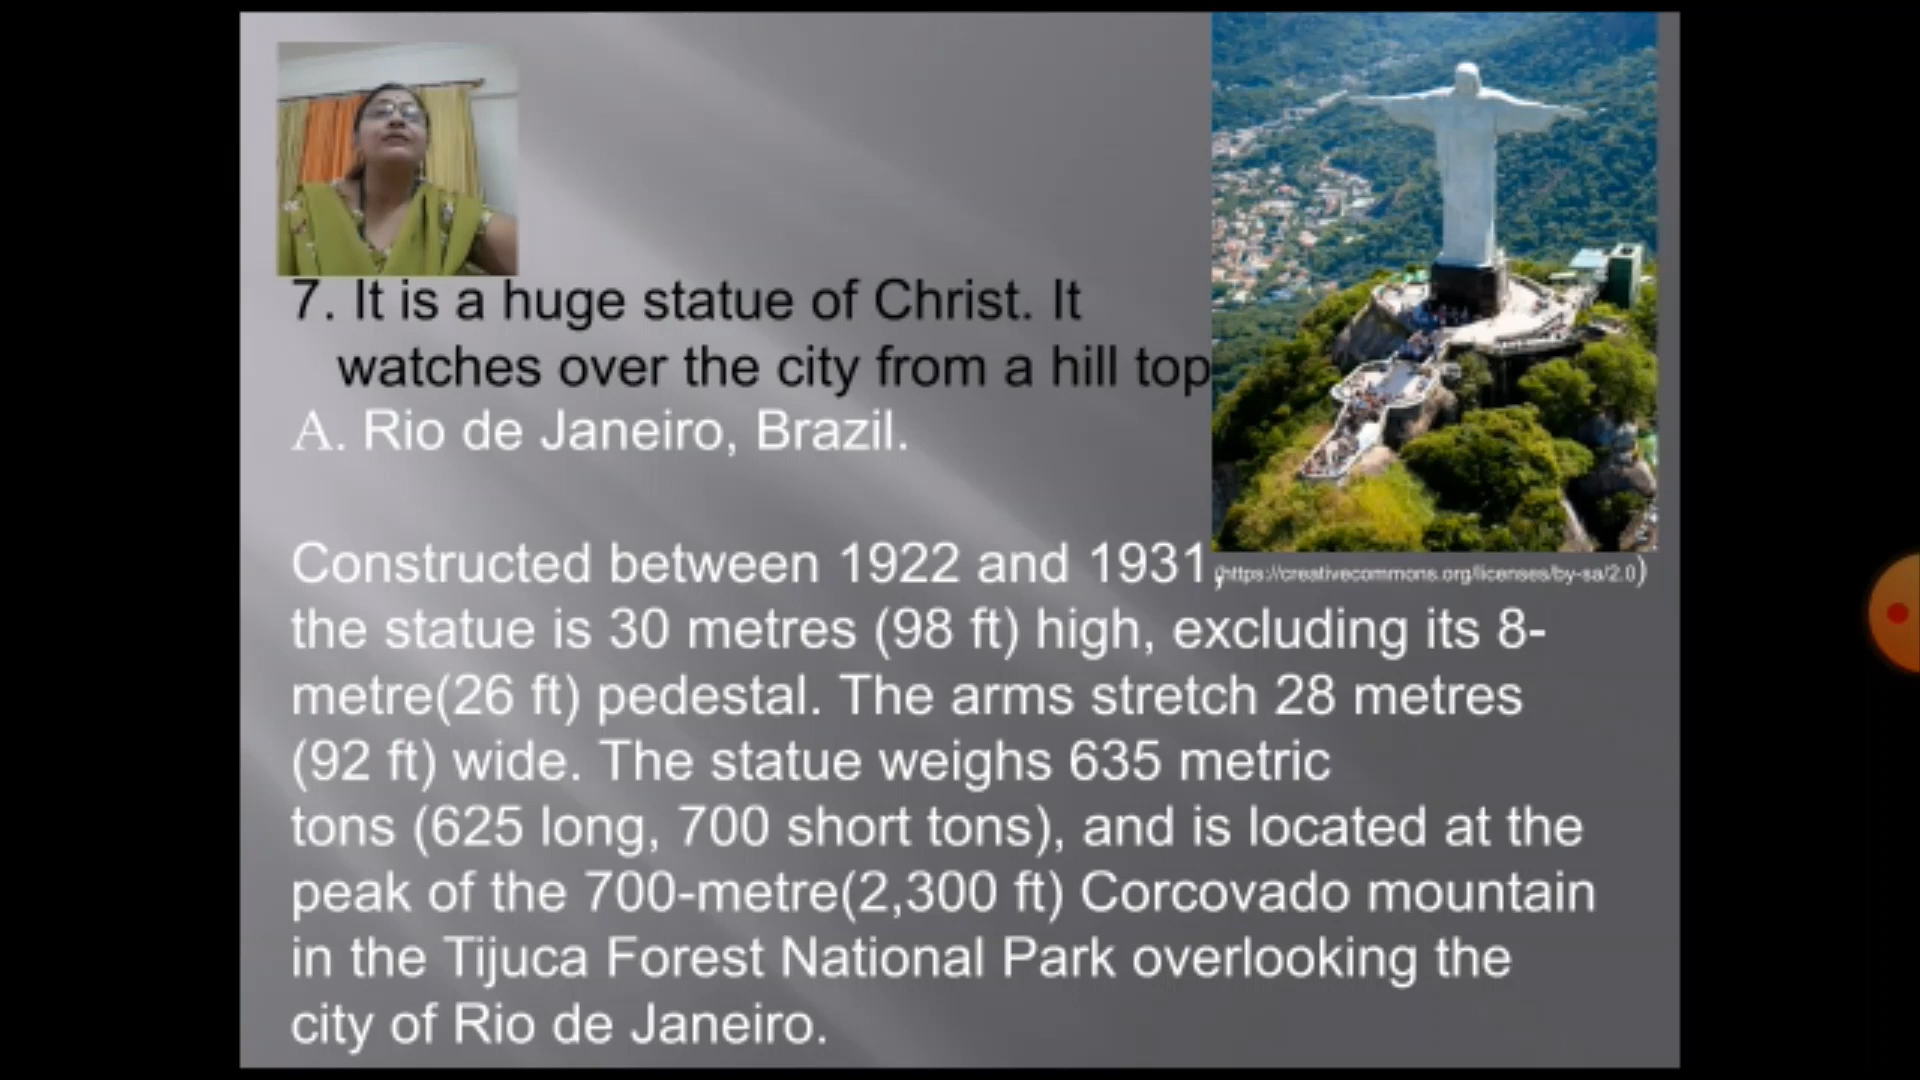 7. It is a huge statue of Christ. It
watches over the city from a hill top
A. Rio de Janeiro, Brazil.
Constructed between 1922 and 1931,
(https://creativecommons.org/licenses/by-sa/2.0)
the statue is 30 metres (98 ft) high, excluding its 8-
metre(26 ft) pedestal. The arms stretch 28 metres
(92 ft) wide. The statue weighs 635 metric
tons (625 long, 700 short tons), and is located at the
peak of the 700-metre(2,300 ft) Corcovado mountain
in the Tijuca Forest National Park overlooking the
city of Rio de Janeiro.